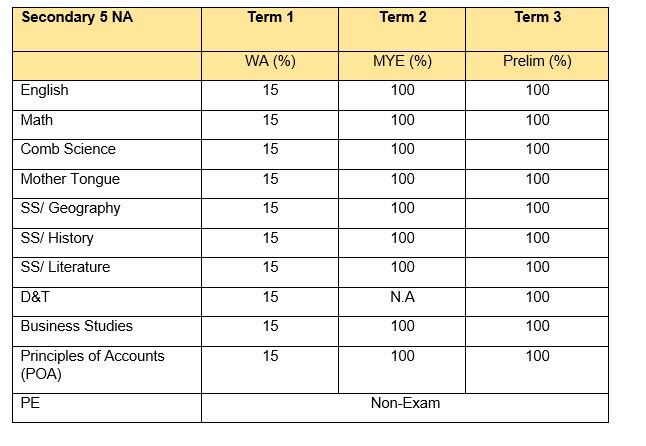 Secondary 5 NA Term 1 Term 2 Term 3
WA (%) MYE (%) Prelim (%)
English 15 100 100
Math 15 100 100
Comb Science 15 100 100
Mother Tongue 15 100 100
SS/ Geography 15 100 100
SS/ History 15 100 100
SS/ Literature 15 100 100
D&T 15 N.A 100
Business Studies 15 100 100
Principles of Accounts 15 100 100
(POA)
PE Non-Exam